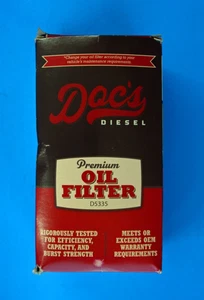 *Change your oil filter according to your
vehicle's maintenance requirements.
Doc's
DIESEL
Premium
OIL
FILTER
DS335
RIGOROUSLY TESTED
FOR EFFICIENCY,
CAPACITY, AND
BURST STRENGTH
MEETS OR
EXCEEDS OEM
WARRANTY
REQUIREMENTS